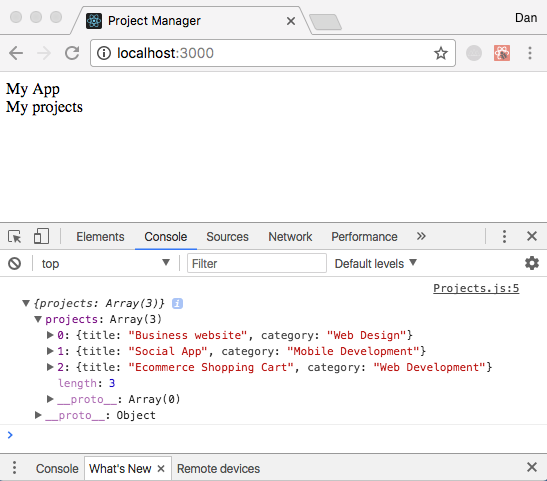 Project Manager
Dan
localhost:3000
My App
My projects
Elements Console Sources Network Performance
top Filter Default levels
Projects.js:5
{projects: Array(3)}
projects: Array(3)
0: {title: "Business website", category: "Web Design"}
1: {title: "Social App", category: "Mobile Development"}
2: {title: "Ecommerce Shopping Cart", category: "Web Development"}
length: 3
__proto__: Array(0)
__proto__: Object
Console What's New Remote devices